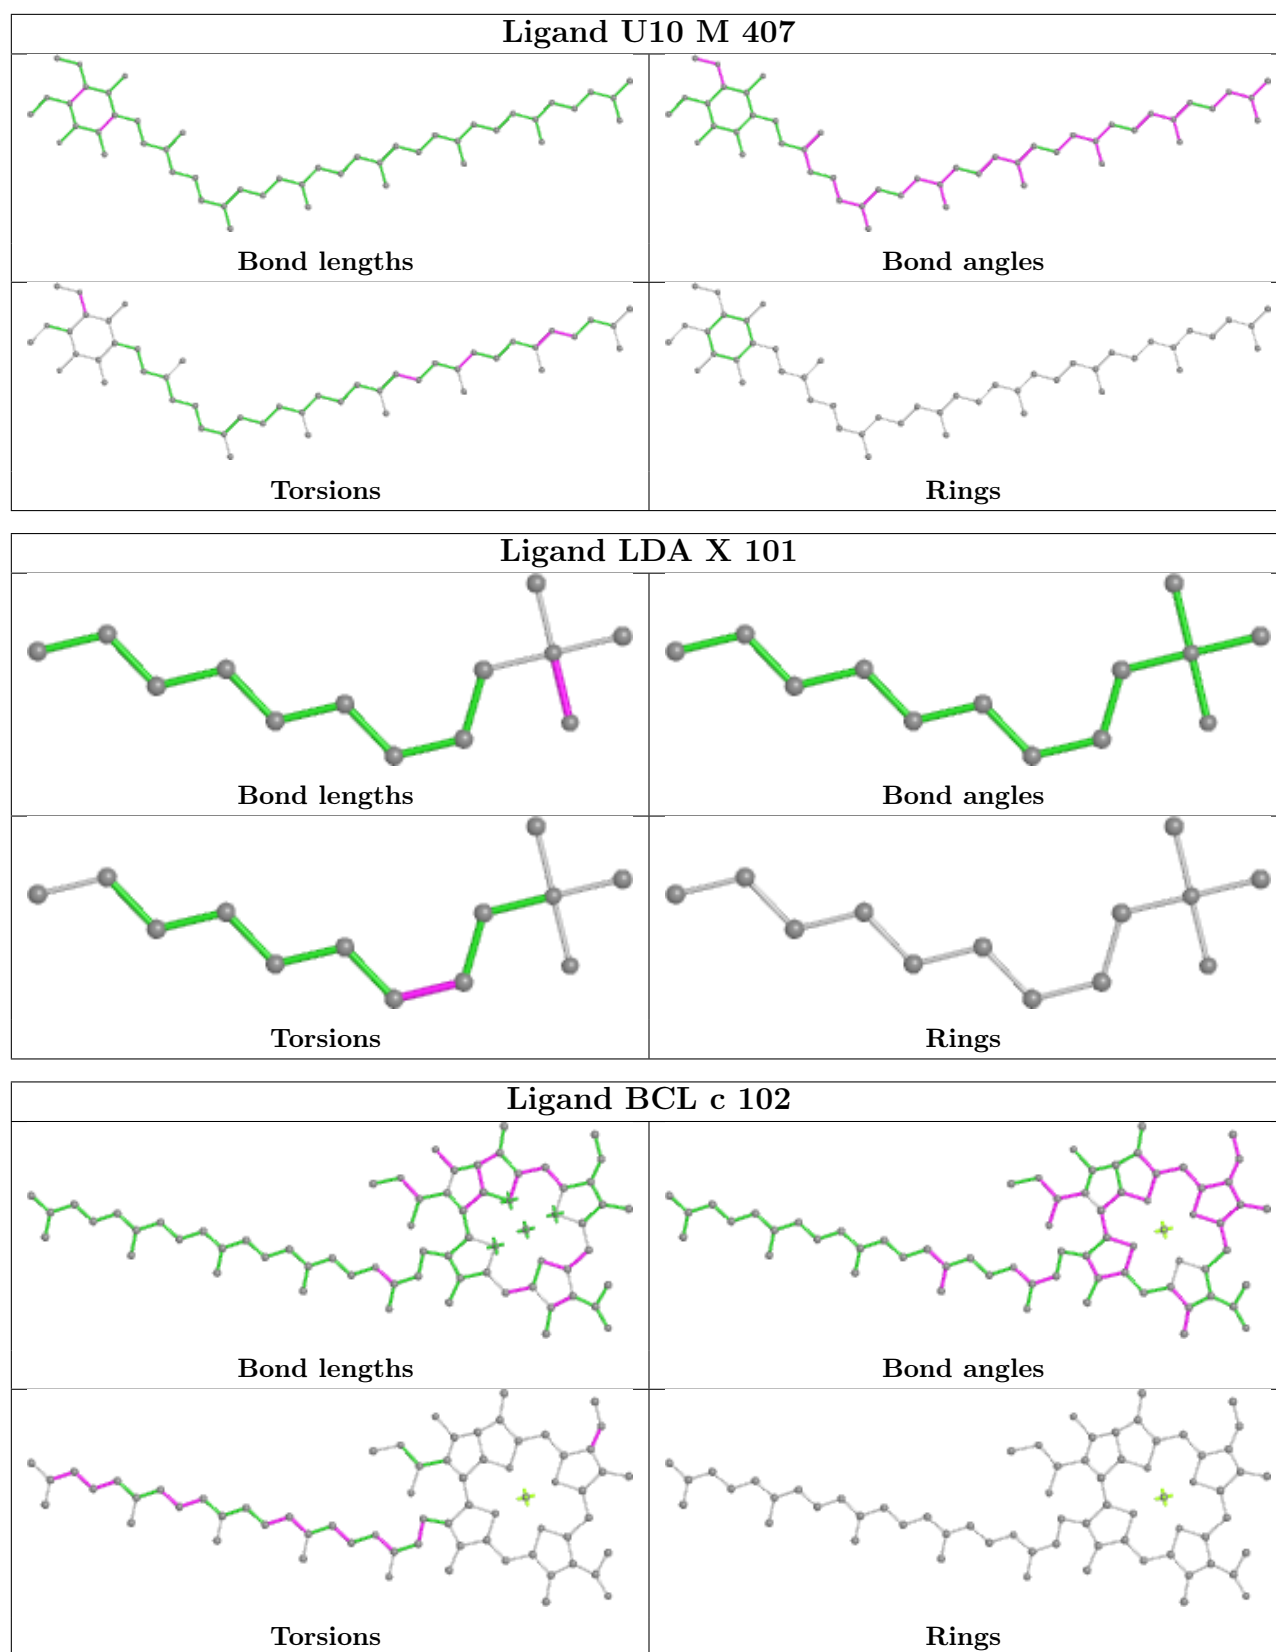 Ligand U10 M 407
Bond lengths
Bond angles
Torsions
Rings
Ligand LDA X 101
Bond lengths
Bond angles
Torsions
Rings
Ligand BCL c 102
Bond lengths
Bond angles
Torsions
Rings